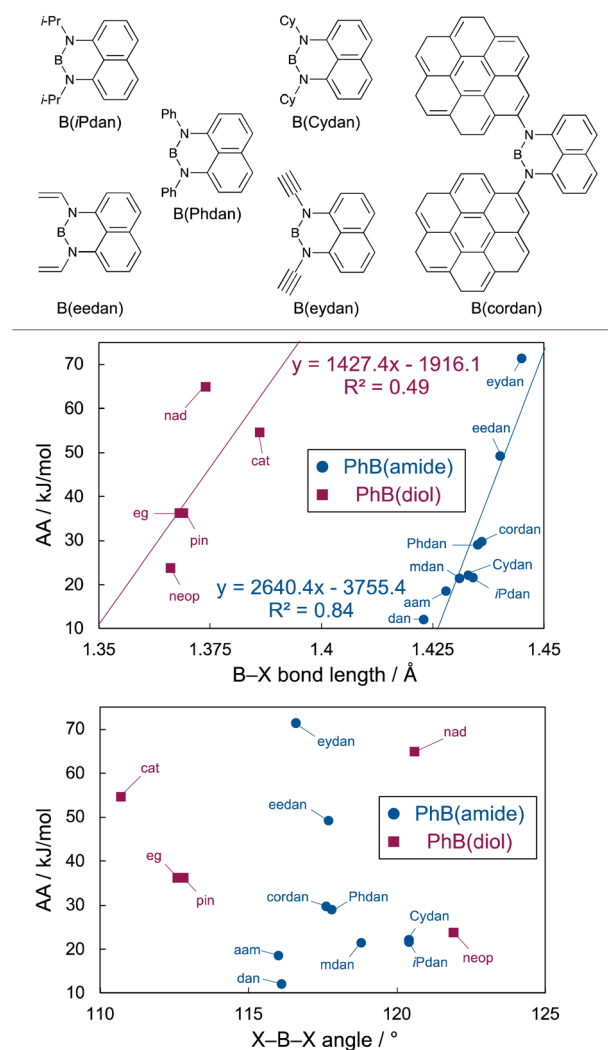 i-Pr
N
B
N
i-Pr
B(iPdan)
Cy
N
B
N
Cy
B(Cydan)
Ph
N
B
N
Ph
B(Phdan)
N
B
N
B(cordan)
N
B
N
B(eedan)
N
B
N
B(eydan)
AA / kJ/mol
70
60
50
40
30
20
10
1.35
1.375
1.4
1.425
1.45
B–X bond length / Å
y = 1427.4x - 1916.1
R² = 0.49
PhB(amide)
PhB(diol)
y = 2640.4x - 3755.4
R² = 0.84
nad
cat
eg
pin
neop
eydan
eedan
cordan
Phdan
mdan
Cydan
iPdan
aam
dan
AA / kJ/mol
70
60
50
40
30
20
10
110
115
120
125
X–B–X angle / °
PhB(amide)
PhB(diol)
eydan
nad
cat
eedan
eg
pin
cordan
Phdan
Cydan
aam
mdan
iPdan
neop
dan